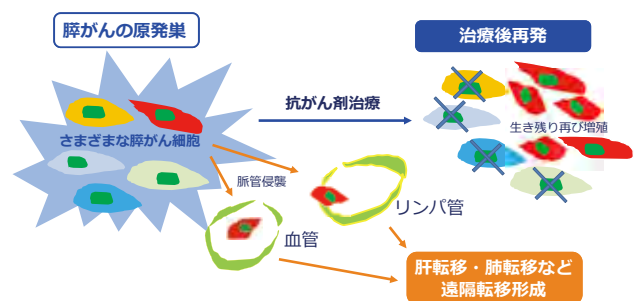 膵がんの原発巣
治療後再発
抗がん剤治療
さまざまな膵がん細胞
生き残り再び増殖
脈管侵襲
リンパ管
血管
肝転移・肺転移など
遠隔転移形成